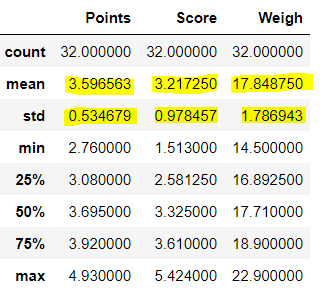 Points Score Weigh
count 32.000000 32.000000 32.000000
mean 3.596563 3.217250 17.848750
std 0.534679 0.978457 1.786943
min 2.760000 1.513000 14.500000
25% 3.080000 2.581250 16.892500
50% 3.695000 3.325000 17.710000
75% 3.920000 3.610000 18.900000
max 4.930000 5.424000 22.900000